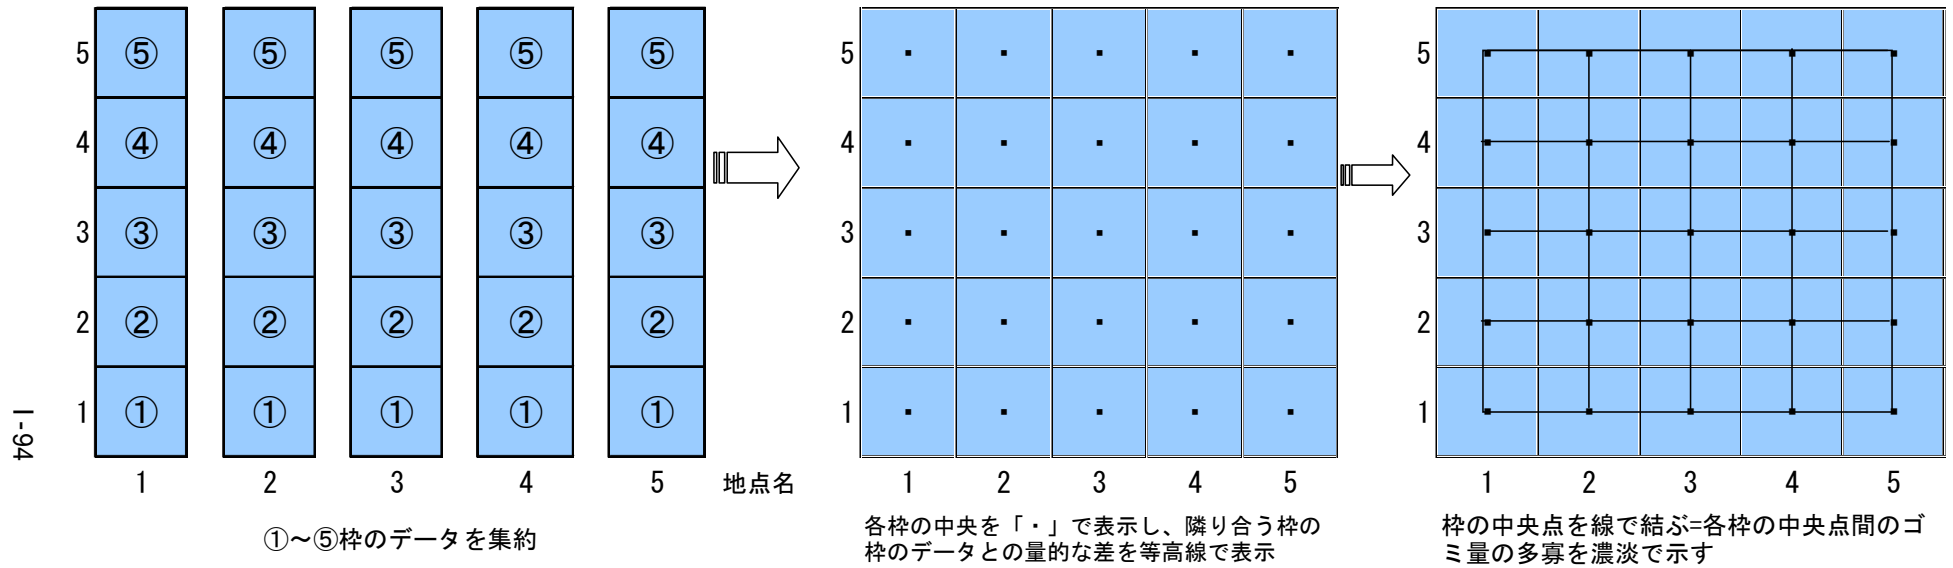 5 ⑤ ⑤ ⑤ ⑤ ⑤
4 ④ ④ ④ ④ ④
3 ③ ③ ③ ③ ③
2 ② ② ② ② ②
1 ① ① ① ① ①
1 2 3 4 5 地点名
①~⑤枠のデータを集約
5
4
3
2
1
1 2 3 4 5
各枠の中央を「・」で表示し、隣り合う枠の
枠のデータとの量的な差を等高線で表示
5
4
3
2
1
1 2 3 4 5
枠の中央点を線で結ぶ=各枠の中央点間のゴ
ミ量の多寡を濃淡で示す
I-94